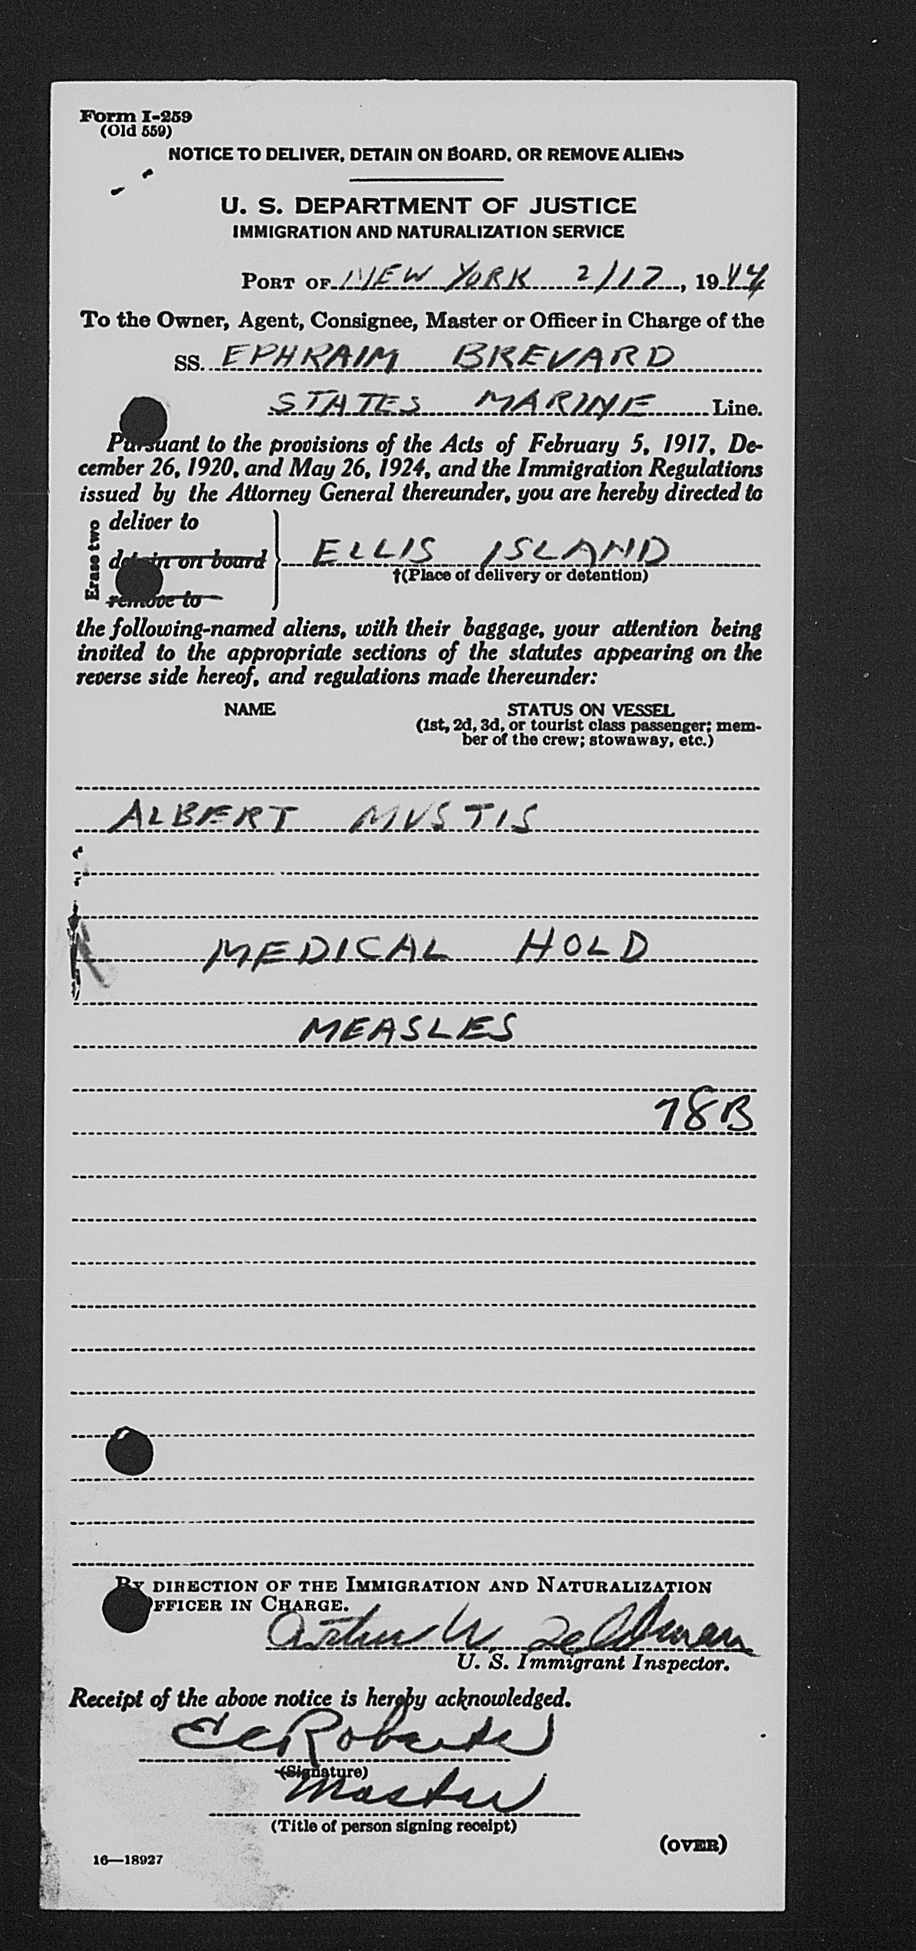 Form I-259
(Old 559)
NOTICE TO DELIVER, DETAIN ON BOARD, OR REMOVE ALIENS
U. S. DEPARTMENT OF JUSTICE
IMMIGRATION AND NATURALIZATION SERVICE
PORT OF NEW YORK 2/17, 1944
To the Owner, Agent, Consignee, Master or Officer in Charge of the
SS. EPHRAIM BREVARD
STATES MARINE Line.
Pursuant to the provisions of the Acts of February 5, 1917, De-
cember 26, 1920, and May 26, 1924, and the Immigration Regulations
issued by the Attorney General thereunder, you are hereby directed to
Erase two
deliver to
detain on board
remove to
ELLIS ISLAND
†(Place of delivery or detention)
the following-named aliens, with their baggage, your attention being
invited to the appropriate sections of the statutes appearing on the
reverse side hereof, and regulations made thereunder:
NAME STATUS ON VESSEL
(1st, 2d, 3d, or tourist class passenger; mem-
ber of the crew; stowaway, etc.)
ALBERT MUSTIS
MEDICAL HOLD
MEASLES
78B
BY DIRECTION OF THE IMMIGRATION AND NATURALIZATION
OFFICER IN CHARGE.
Arthur W. Zeldman
U. S. Immigrant Inspector.
Receipt of the above notice is hereby acknowledged.
E C Roberts
(Signature)
Master
(Title of person signing receipt)
(OVER)
16—18927